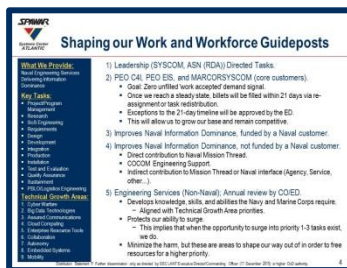 SPAWAR
Systems Center
ATLANTIC
Shaping our Work and Workforce Guideposts
What We Provide:
Naval Engineering Services
Delivering Information
Dominance
Key Tasks:
Project/Program
Management
Research
Soft Engineering
Requirements
Design
Development
Integration
Production
Installation
Test and Evaluation
Quality Assurance
Sustainment
PBL/DLogistics Engineering
Technical Growth Areas:
1. Cyber Warfare
2. Big Data Technologies
3. Assured Communications
4. Cloud Computing
5. Enterprise Resource Tools
6. Collaboration
7. Autonomy
8. Embedded Systems
9. Mobility
1) Leadership (SYSCOM, ASN (RDA)) Directed Tasks.
2) PEO C4I, PEO EIS, and MARCORSYSCOM (core customers).
Goal: Zero unfilled work accepted demand signal.
Once we reach a steady state, billets will be filled within 21 days via re-
assignment or task redistribution.
Exceptions to the 21-day timeline will be approved by the ED.
This will allow us to grow our base and remain competitive.
3) Improves Naval Information Dominance, funded by a Naval customer.
4) Improves Naval Information Dominance, not funded by a Naval customer.
Direct contribution to Naval Mission Thread.
COCOM Engineering Support.
Indirect contribution to Mission Thread or Naval interface (Agency, Service,
other…).
5) Engineering Services (Non-Naval); Annual review by CO/ED.
Develops knowledge, skills, and abilities the Navy and Marine Corps require.
- Aligned with Technical Growth Area priorities.
Protects our ability to surge.
- This implies that when the opportunity to surge into priority 1-3 tasks exist,
we do.
Minimize the harm, but these are areas to shape our way out of in order to free
resources for a higher priority.
4